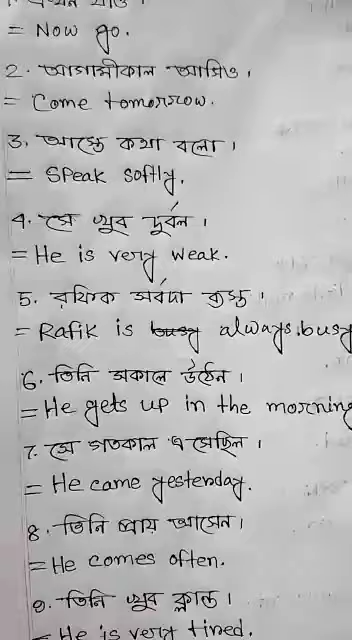 এখন যাও।
= Now go.
2. আগামীকাল আসিও।
= Come tomorrow.
3. আস্তে কথা বলো।
= Speak softly.
4. সে খুব দুর্বল।
= He is very weak.
5. রফিক সর্বদা ব্যস্ত।
= Rafik is busy always.busy
6. তিনি সকালে উঠেন।
= He gets up in the morning
7. সে গতকাল এসেছিল।
= He came yesterday.
8. তিনি প্রায় আসেন।
= He comes often.
9. তিনি খুব ক্লান্ত।
= He is very tired.